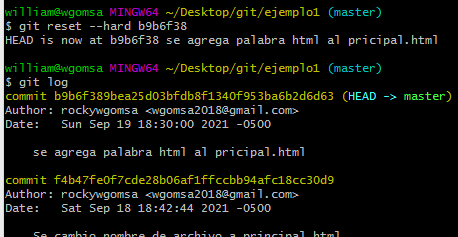 william@wgomsa MINGW64 ~/Desktop/git/ejemplo1 (master)
$ git reset --hard b9b6f38
HEAD is now at b9b6f38 se agrega palabra html al pricipal.html
william@wgomsa MINGW64 ~/Desktop/git/ejemplo1 (master)
$ git log
commit b9b6f389bea25d03bfdb8f1340f953ba6b2d6d63 (HEAD -> master)
Author: rockywgomsa <wgomsa2018@gmail.com>
Date:   Sun Sep 19 18:30:00 2021 -0500
se agrega palabra html al pricipal.html
commit f4b47fe0f7cde28b06af1ffccbb94afc18cc30d9
Author: rockywgomsa <wgomsa2018@gmail.com>
Date:   Sat Sep 18 18:42:44 2021 -0500
Se cambio nombre de archivo a principal.html